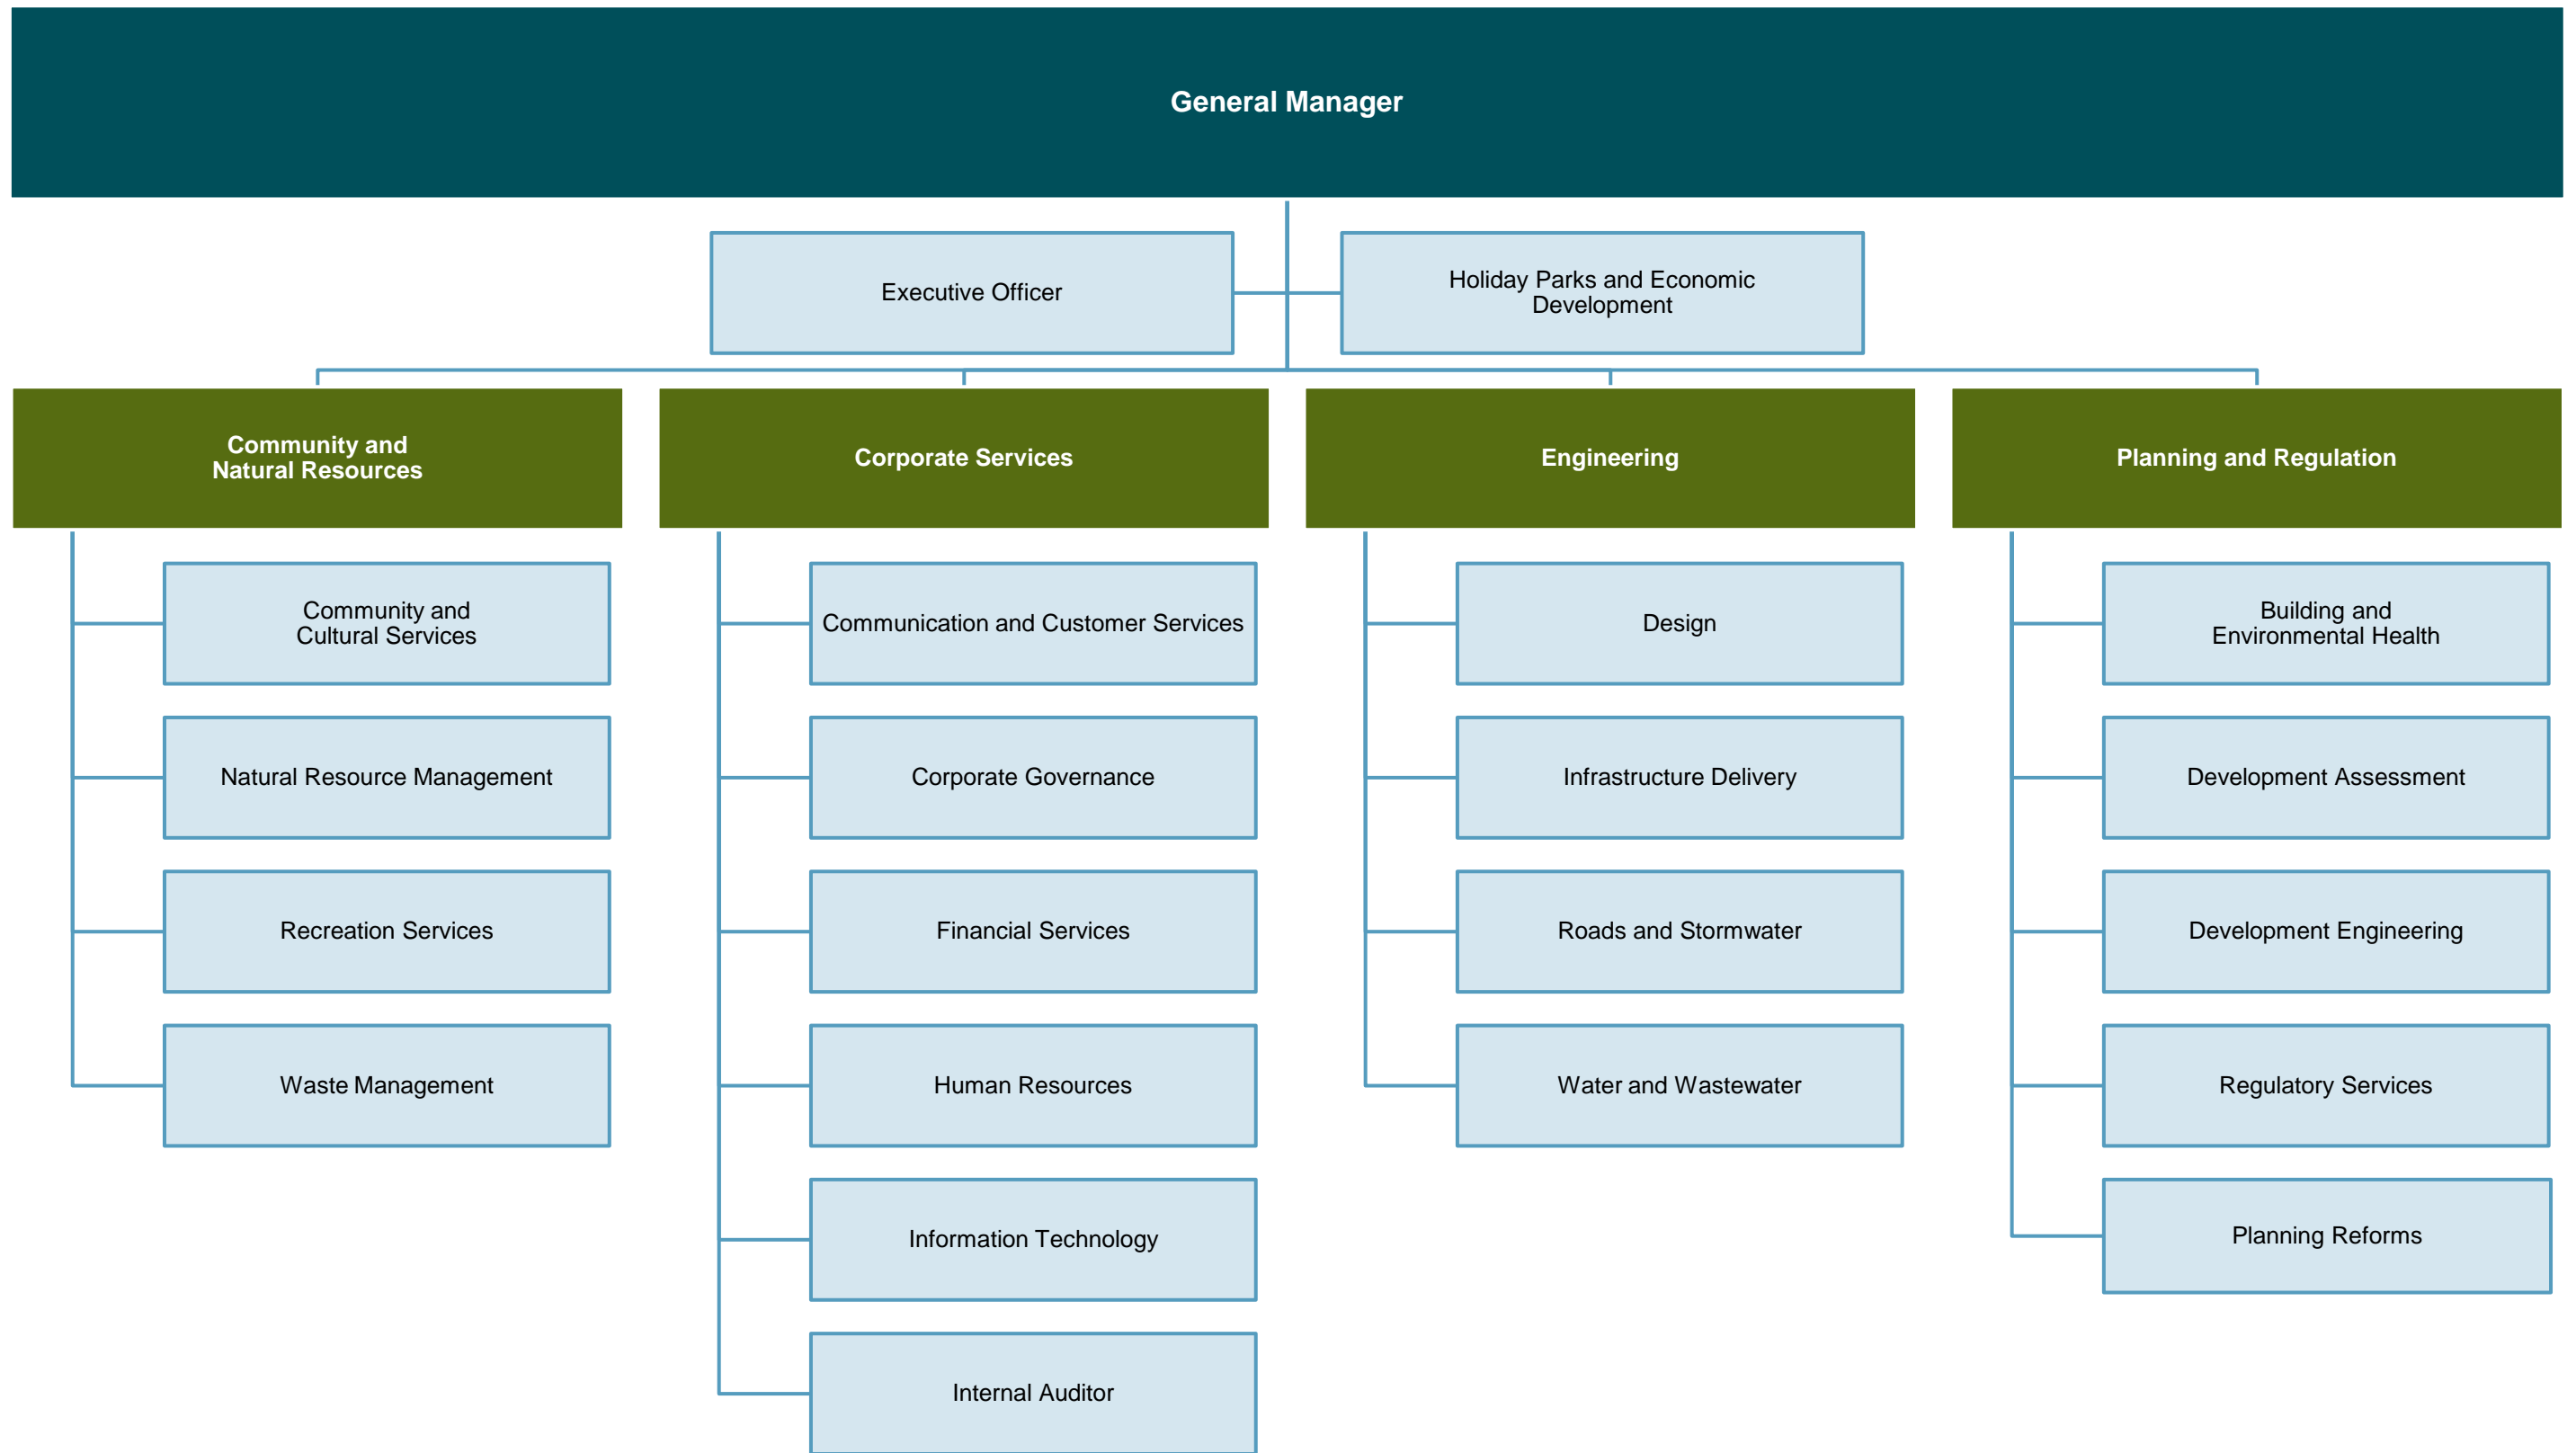 General Manager
Executive Officer
Holiday Parks and Economic
Development
Community and
Natural Resources
Corporate Services
Engineering
Planning and Regulation
Community and
Cultural Services
Natural Resource Management
Recreation Services
Waste Management
Communication and Customer Services
Corporate Governance
Financial Services
Human Resources
Information Technology
Internal Auditor
Design
Infrastructure Delivery
Roads and Stormwater
Water and Wastewater
Building and
Environmental Health
Development Assessment
Development Engineering
Regulatory Services
Planning Reforms